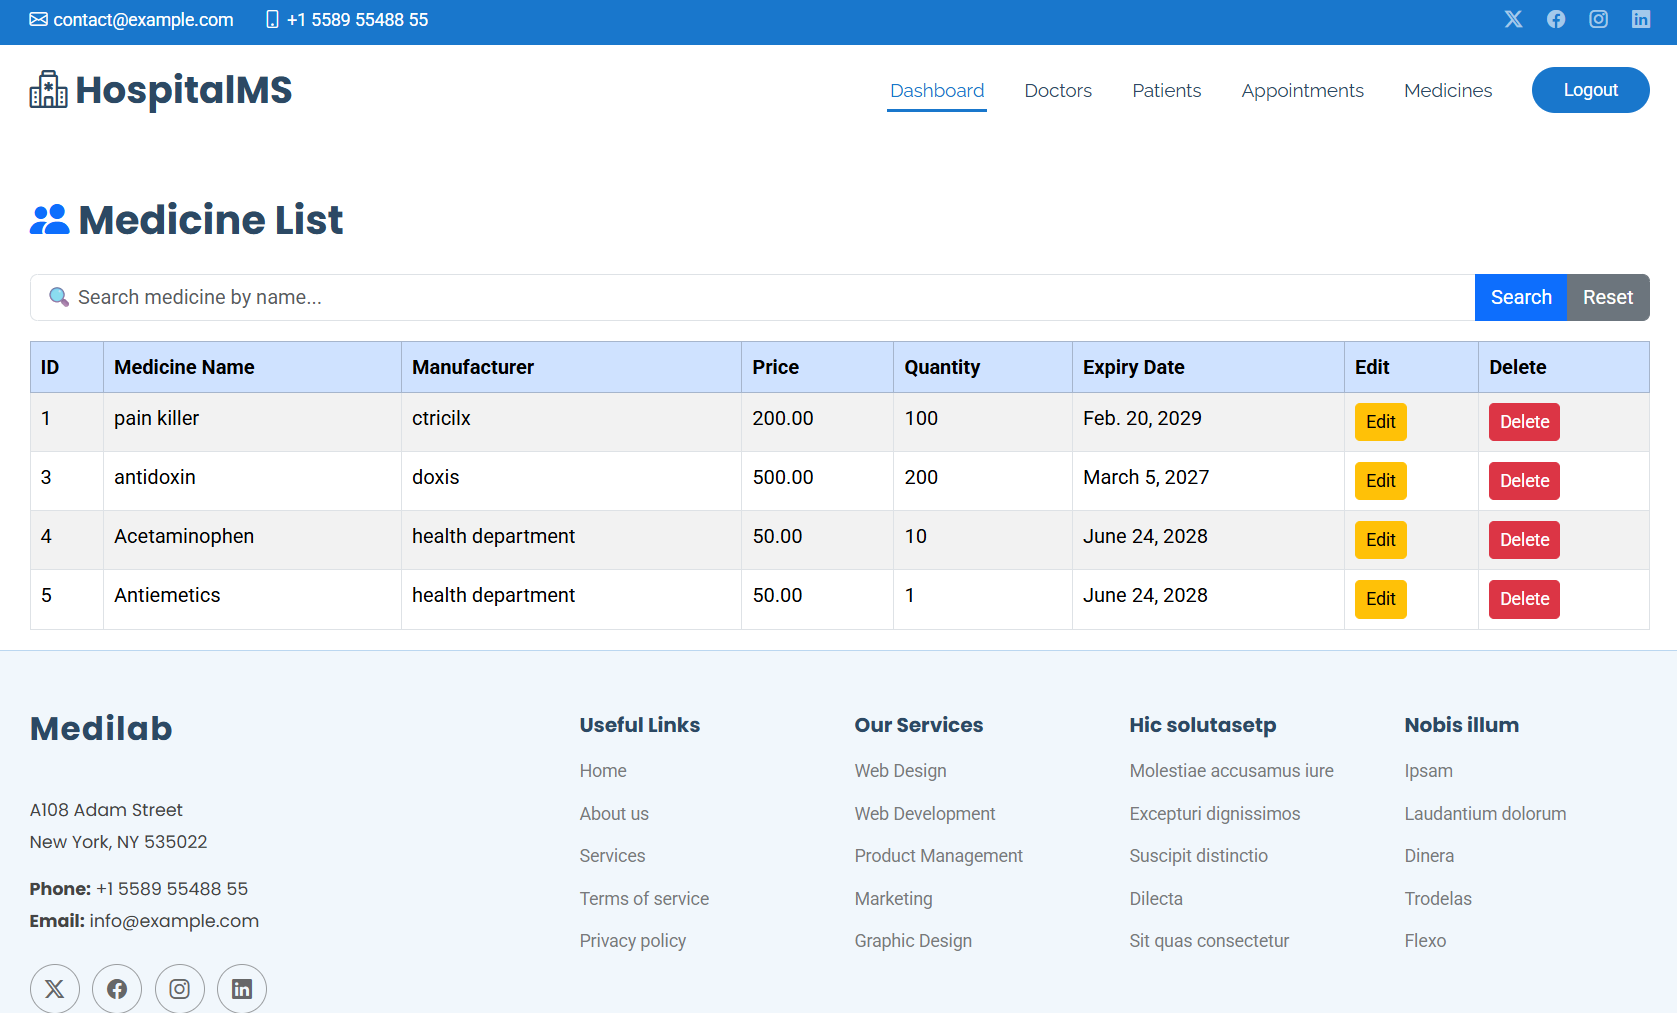 contact@example.com +1 5589 55488 55
HospitalMS Dashboard Doctors Patients Appointments Medicines Logout
Medicine List
Search medicine by name... Search Reset
ID Medicine Name Manufacturer Price Quantity Expiry Date Edit Delete
1 pain killer ctricilx 200.00 100 Feb. 20, 2029 Edit Delete
3 antidoxin doxis 500.00 200 March 5, 2027 Edit Delete
4 Acetaminophen health department 50.00 10 June 24, 2028 Edit Delete
5 Antiemetics health department 50.00 1 June 24, 2028 Edit Delete
Medilab
A108 Adam Street
New York, NY 535022
Phone: +1 5589 55488 55
Email: info@example.com
Useful Links
Home
About us
Services
Terms of service
Privacy policy
Our Services
Web Design
Web Development
Product Management
Marketing
Graphic Design
Hic solutasetp
Molestiae accusamus iure
Excepturi dignissimos
Suscipit distinctio
Dilecta
Sit quas consectetur
Nobis illum
Ipsam
Laudantium dolorum
Dinera
Trodelas
Flexo